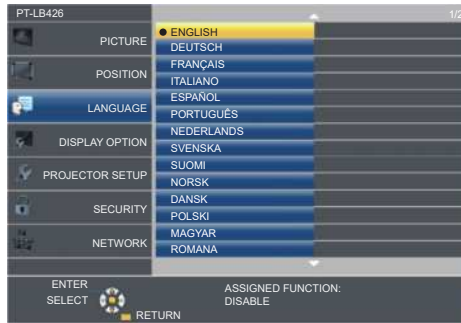 PT-LB426
1/2
PICTURE
POSITION
LANGUAGE
DISPLAY OPTION
PROJECTOR SETUP
SECURITY
NETWORK
ENGLISH
DEUTSCH
FRANÇAIS
ITALIANO
ESPAÑOL
PORTUGUÊS
NEDERLANDS
SVENSKA
SUOMI
NORSK
DANSK
POLSKI
MAGYAR
ROMANA
ENTER
SELECT
RETURN
ASSIGNED FUNCTION:
DISABLE